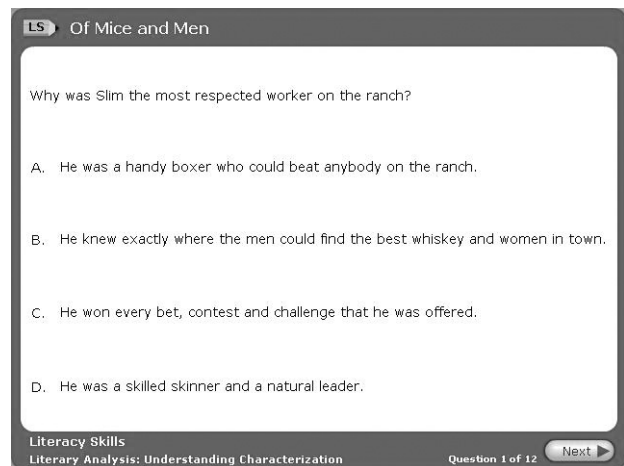 LS Of Mice and Men
Why was Slim the most respected worker on the ranch?
A. He was a handy boxer who could beat anybody on the ranch.
B. He knew exactly where the men could find the best whiskey and women in town.
C. He won every bet, contest and challenge that he was offered.
D. He was a skilled skinner and a natural leader.
Literacy Skills
Literary Analysis: Understanding Characterization Question 1 of 12 Next